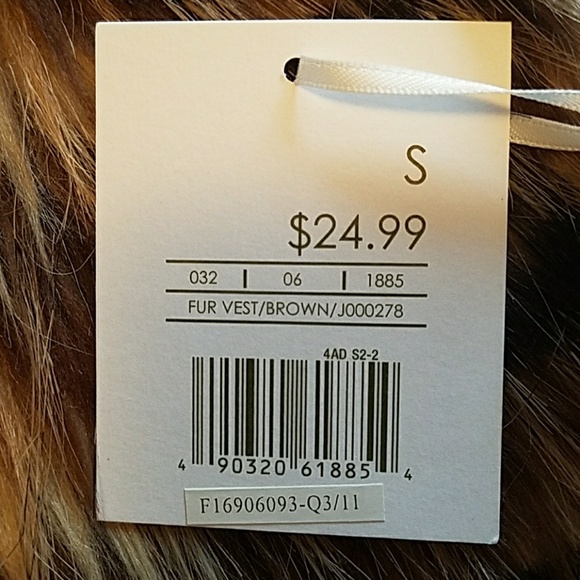 S
$24.99
032 | 06 | 1885
FUR VEST/BROWN/J000278
4AD S2-2
4 90320 61885 4
F16906093-Q3/11